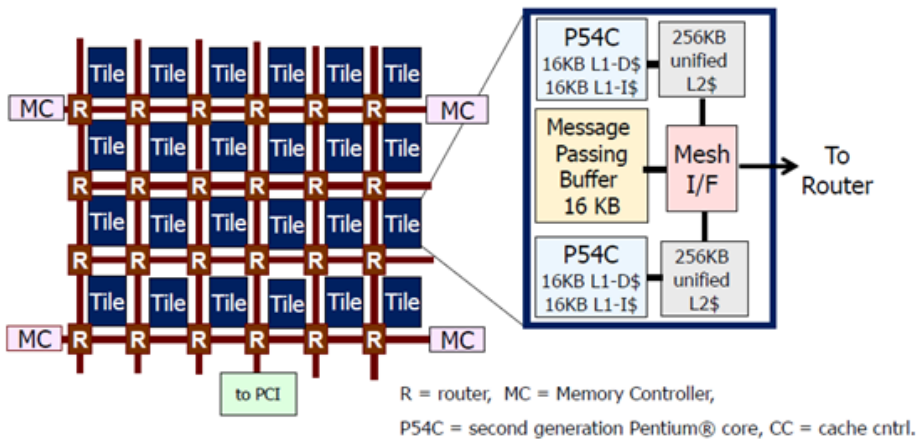 Tile Tile Tile Tile Tile Tile
MC R R R R R R MC
Tile Tile Tile Tile Tile Tile
R R R R R R
Tile Tile Tile Tile Tile Tile
R R R R R R
Tile Tile Tile Tile Tile Tile
MC R R R R R R MC
to PCI
P54C
16KB L1-D$
16KB L1-I$
256KB
unified
L2$
Message
Passing
Buffer
16 KB
Mesh
I/F
To
Router
P54C
16KB L1-D$
16KB L1-I$
256KB
unified
L2$
R = router, MC = Memory Controller,
P54C = second generation Pentium® core, CC = cache cntrl.